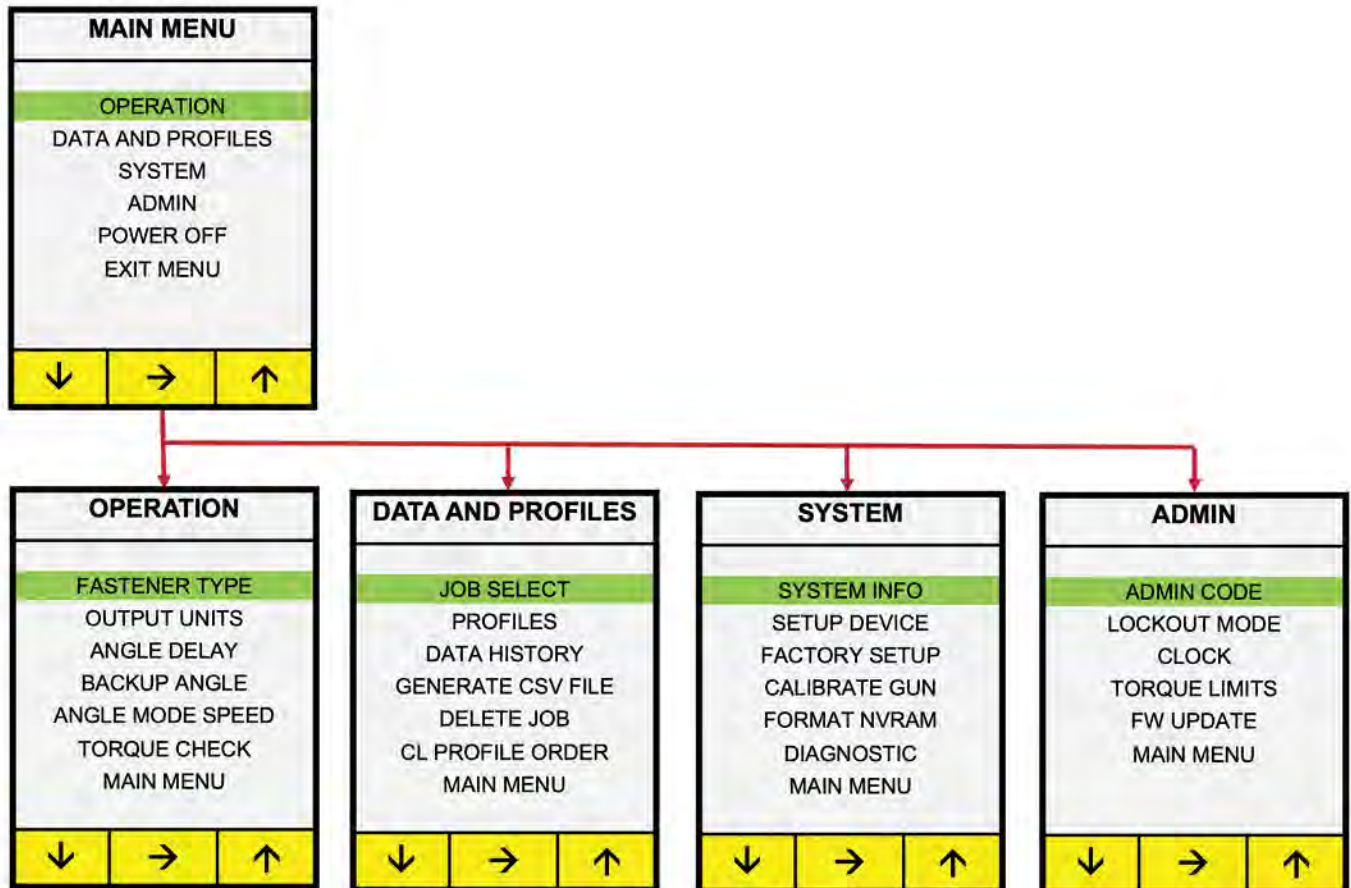 MAIN MENU
OPERATION
DATA AND PROFILES
SYSTEM
ADMIN
POWER OFF
EXIT MENU
↓ → ↑
OPERATION
FASTENER TYPE
OUTPUT UNITS
ANGLE DELAY
BACKUP ANGLE
ANGLE MODE SPEED
TORQUE CHECK
MAIN MENU
↓ → ↑
DATA AND PROFILES
JOB SELECT
PROFILES
DATA HISTORY
GENERATE CSV FILE
DELETE JOB
CL PROFILE ORDER
MAIN MENU
↓ → ↑
SYSTEM
SYSTEM INFO
SETUP DEVICE
FACTORY SETUP
CALIBRATE GUN
FORMAT NVRAM
DIAGNOSTIC
MAIN MENU
↓ → ↑
ADMIN
ADMIN CODE
LOCKOUT MODE
CLOCK
TORQUE LIMITS
FW UPDATE
MAIN MENU
↓ → ↑